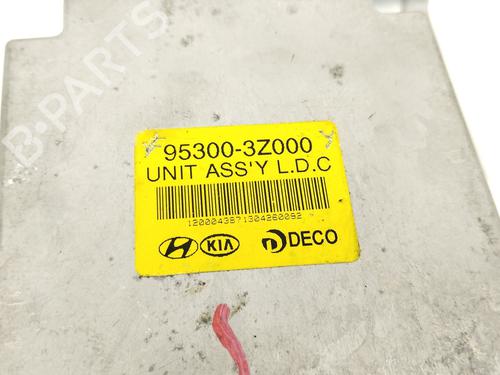 B-PARTS
95300-3Z000
UNIT ASS'Y L.D.C
1200043871304260092
KIA
DECO